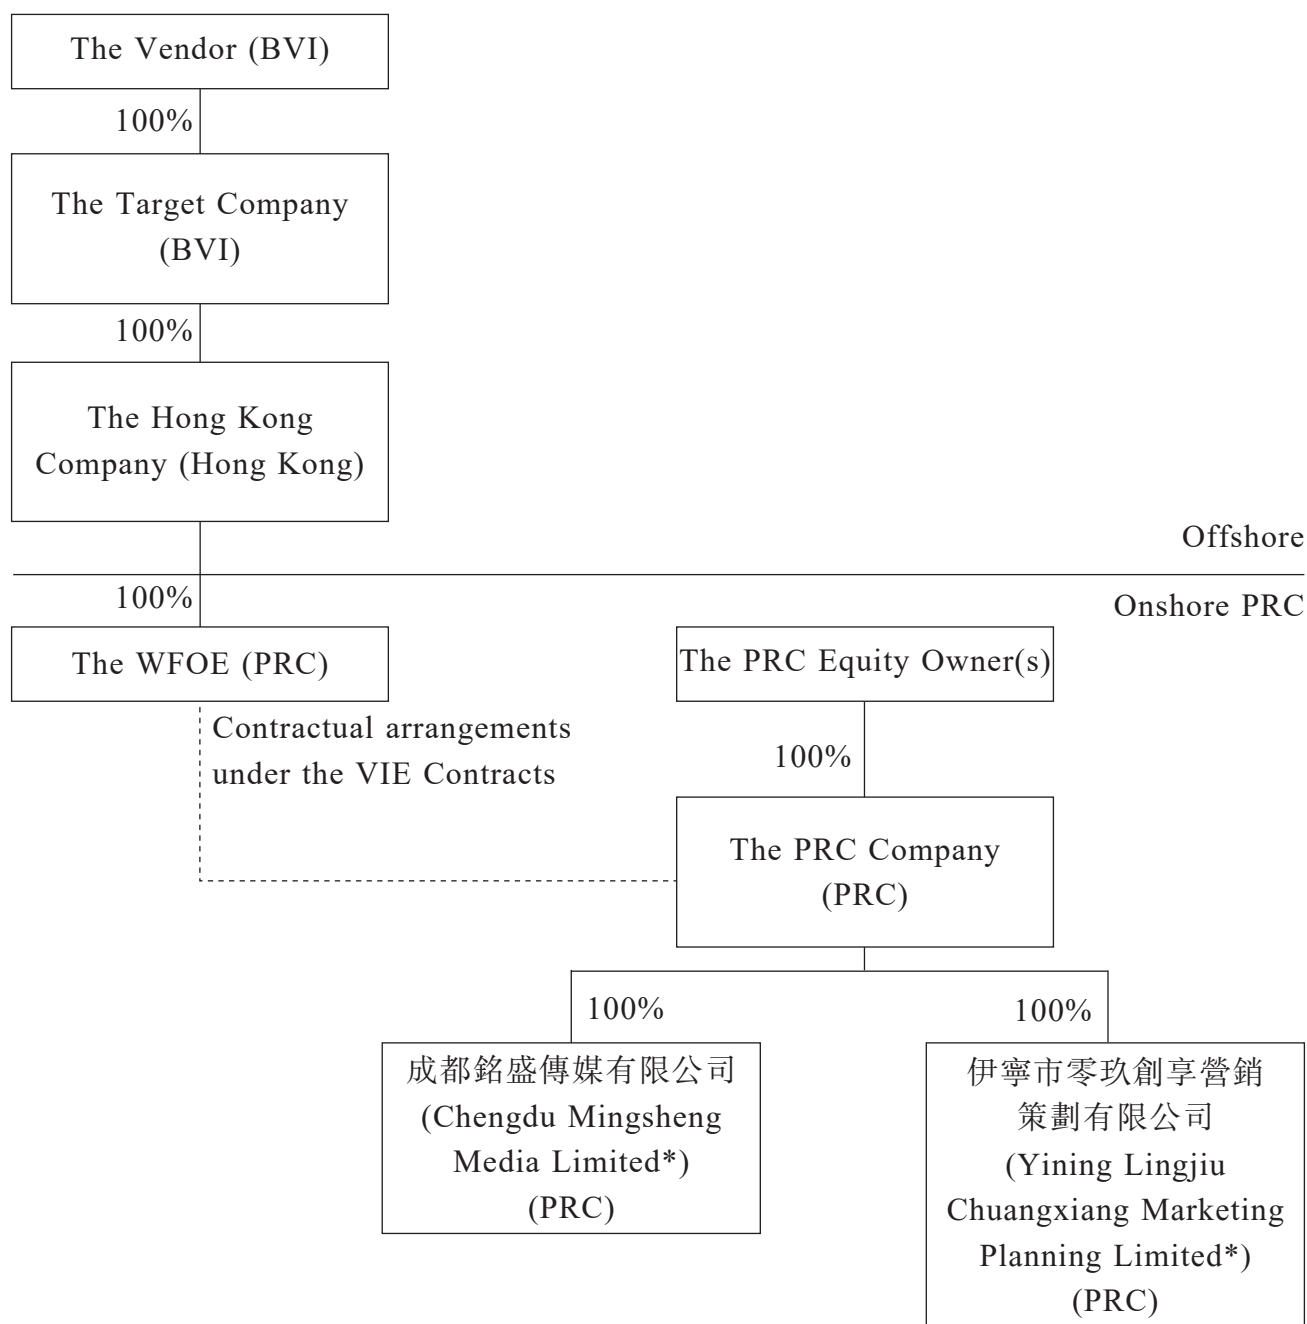 The Vendor (BVI)
100%
The Target Company
(BVI)
100%
The Hong Kong
Company (Hong Kong)
Offshore
100%
Onshore PRC
The WFOE (PRC)
The PRC Equity Owner(s)
Contractual arrangements
under the VIE Contracts
100%
The PRC Company
(PRC)
100%
100%
成都銘盛傳媒有限公司
(Chengdu Mingsheng
Media Limited*)
(PRC)
伊寧市零玖創享營銷
策劃有限公司
(Yining Lingjiu
Chuangxiang Marketing
Planning Limited*)
(PRC)